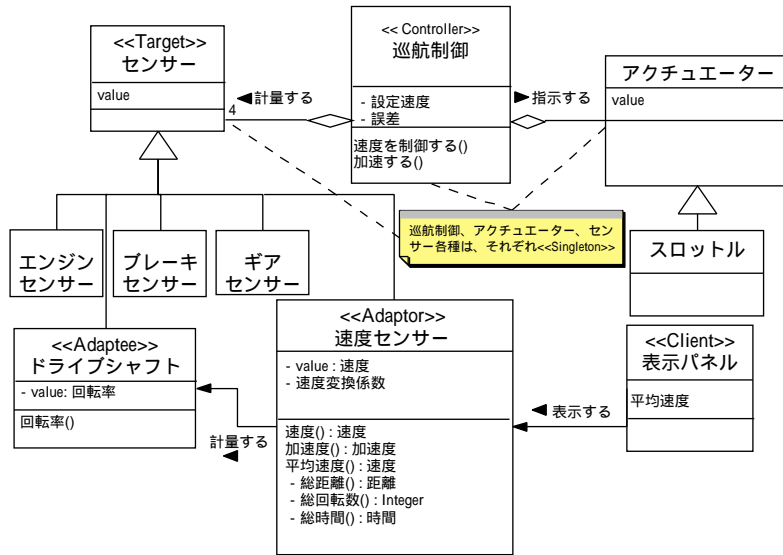 <<Target>>
センサー
value
4
計量する
<< Controller>>
巡航制御
- 設定速度
- 誤差
速度を制御する()
加速する()
指示する
アクチュエーター
value
巡航制御、アクチュエーター、セン
サー各種は、それぞれ<<Singleton>>
スロットル
エンジン
センサー
ブレーキ
センサー
ギア
センサー
<<Adaptee>>
ドライブシャフト
- value: 回転率
回転率()
計量する
<<Adaptor>>
速度センサー
- value : 速度
- 速度変換係数
速度() : 速度
加速度() : 加速度
平均速度() : 速度
- 総距離() : 距離
- 総回転数() : Integer
- 総時間() : 時間
表示する
<<Client>>
表示パネル
平均速度